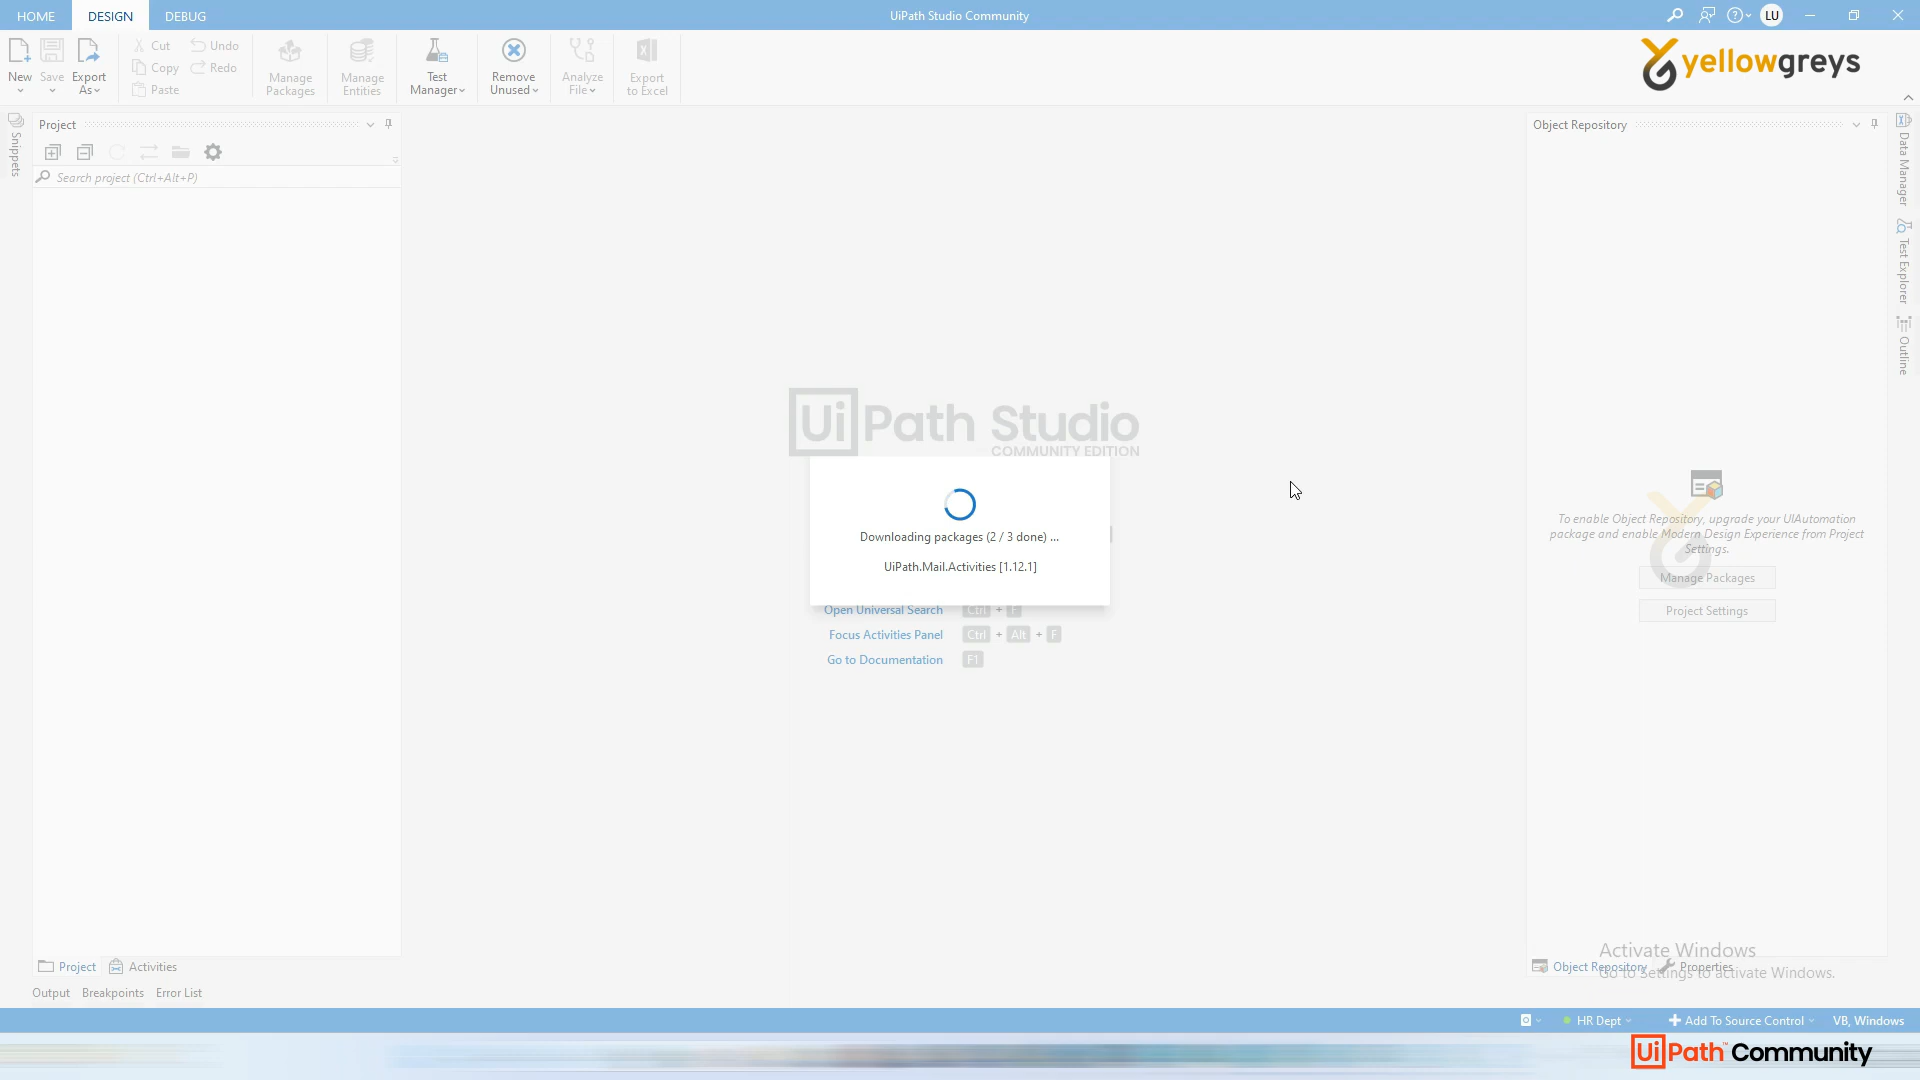 HOME DESIGN DEBUG UiPath Studio Community LU
New Save Export As Cut Copy Paste Undo Redo Manage Packages Manage Entities Test Manager Remove Unused Analyze File Export to Excel
yellowgreys
Snippets
Project
Search project (Ctrl+Alt+P)
UiPath Studio
COMMUNITY EDITION
Downloading packages (2 / 3 done) ...
UiPath.Mail.Activities [1.12.1]
Open Universal Search Ctrl + F
Focus Activities Panel Ctrl + Alt + F
Go to Documentation F1
Object Repository
To enable Object Repository, upgrade your UIAutomation
package and enable Modern Design Experience from Project
Settings.
Manage Packages
Project Settings
Data Manager
Test Explorer
Outline
Activate Windows
Go to Settings to activate Windows.
Project Activities
Object Repository Properties
Output Breakpoints Error List
HR Dept Add To Source Control VB, Windows
UiPath™ Community